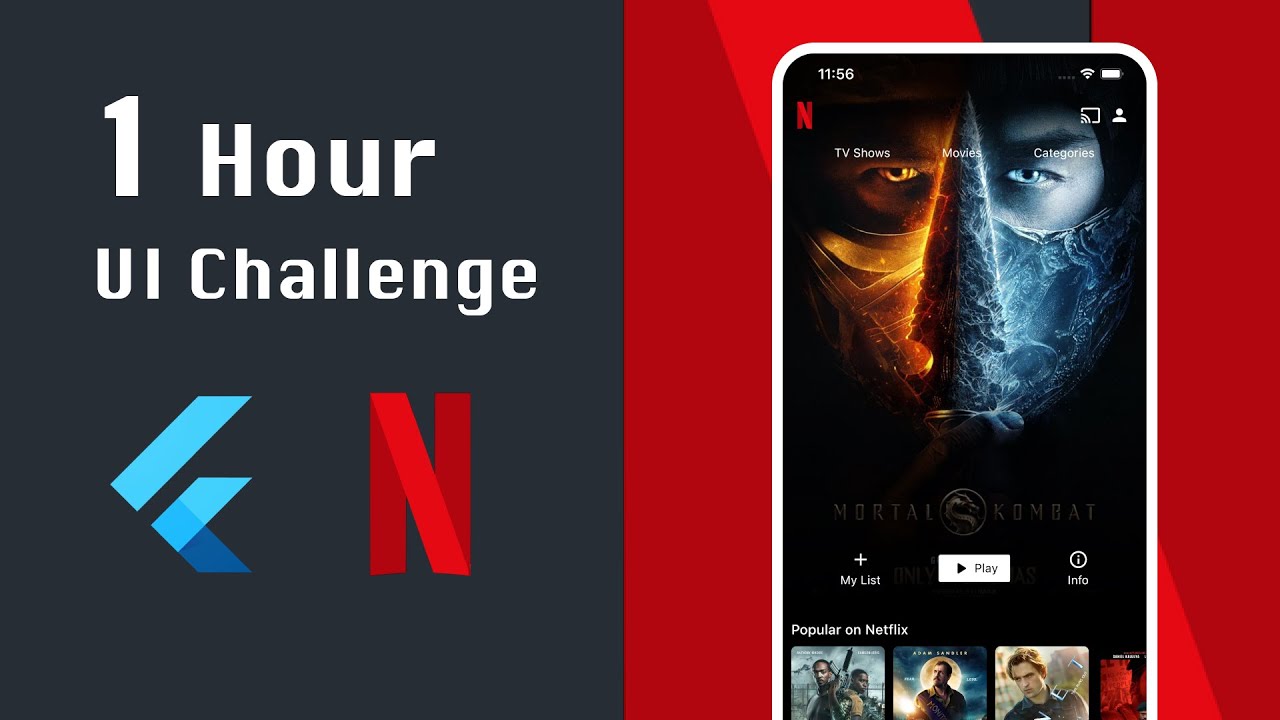 1 Hour
UI Challenge
N
11:56
N
TV Shows Movies Categories
MORTAL KOMBAT
My List Play Info
Popular on Netflix
ADAM SANDLER